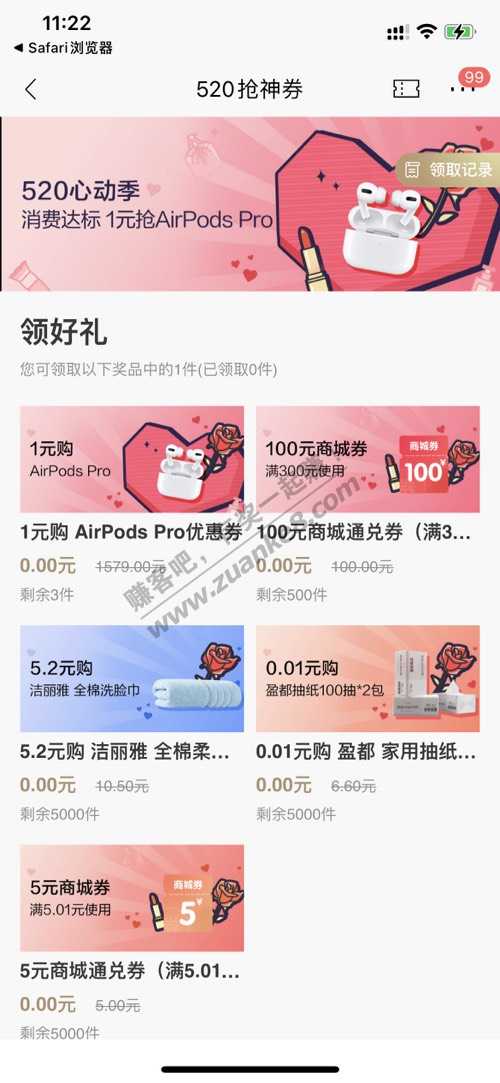 11:22
Safari浏览器
520抢神券
99
领取记录
520心动季
消费达标 1元抢AirPods Pro
领好礼
您可领取以下奖品中的1件(已领取0件)
1元购
AirPods Pro
100元商城券
满300元使用
商城券
100¥
1元购 AirPods Pro优惠券
100元商城通兑券（满3...
0.00元 1579.00元
0.00元 100.00元
剩余3件
剩余500件
赚客吧，有奖一起赚!
www.zuanke8.com
5.2元购
洁丽雅 全棉洗脸巾
0.01元购
盈都抽纸100抽*2包
5.2元购 洁丽雅 全棉柔...
0.01元购 盈都 家用抽纸...
0.00元 10.50元
0.00元 6.60元
剩余5000件
剩余5000件
5元商城券
满5.01元使用
商城券
5¥
5元商城通兑券（满5.01...
0.00元 5.00元
剩余5000件